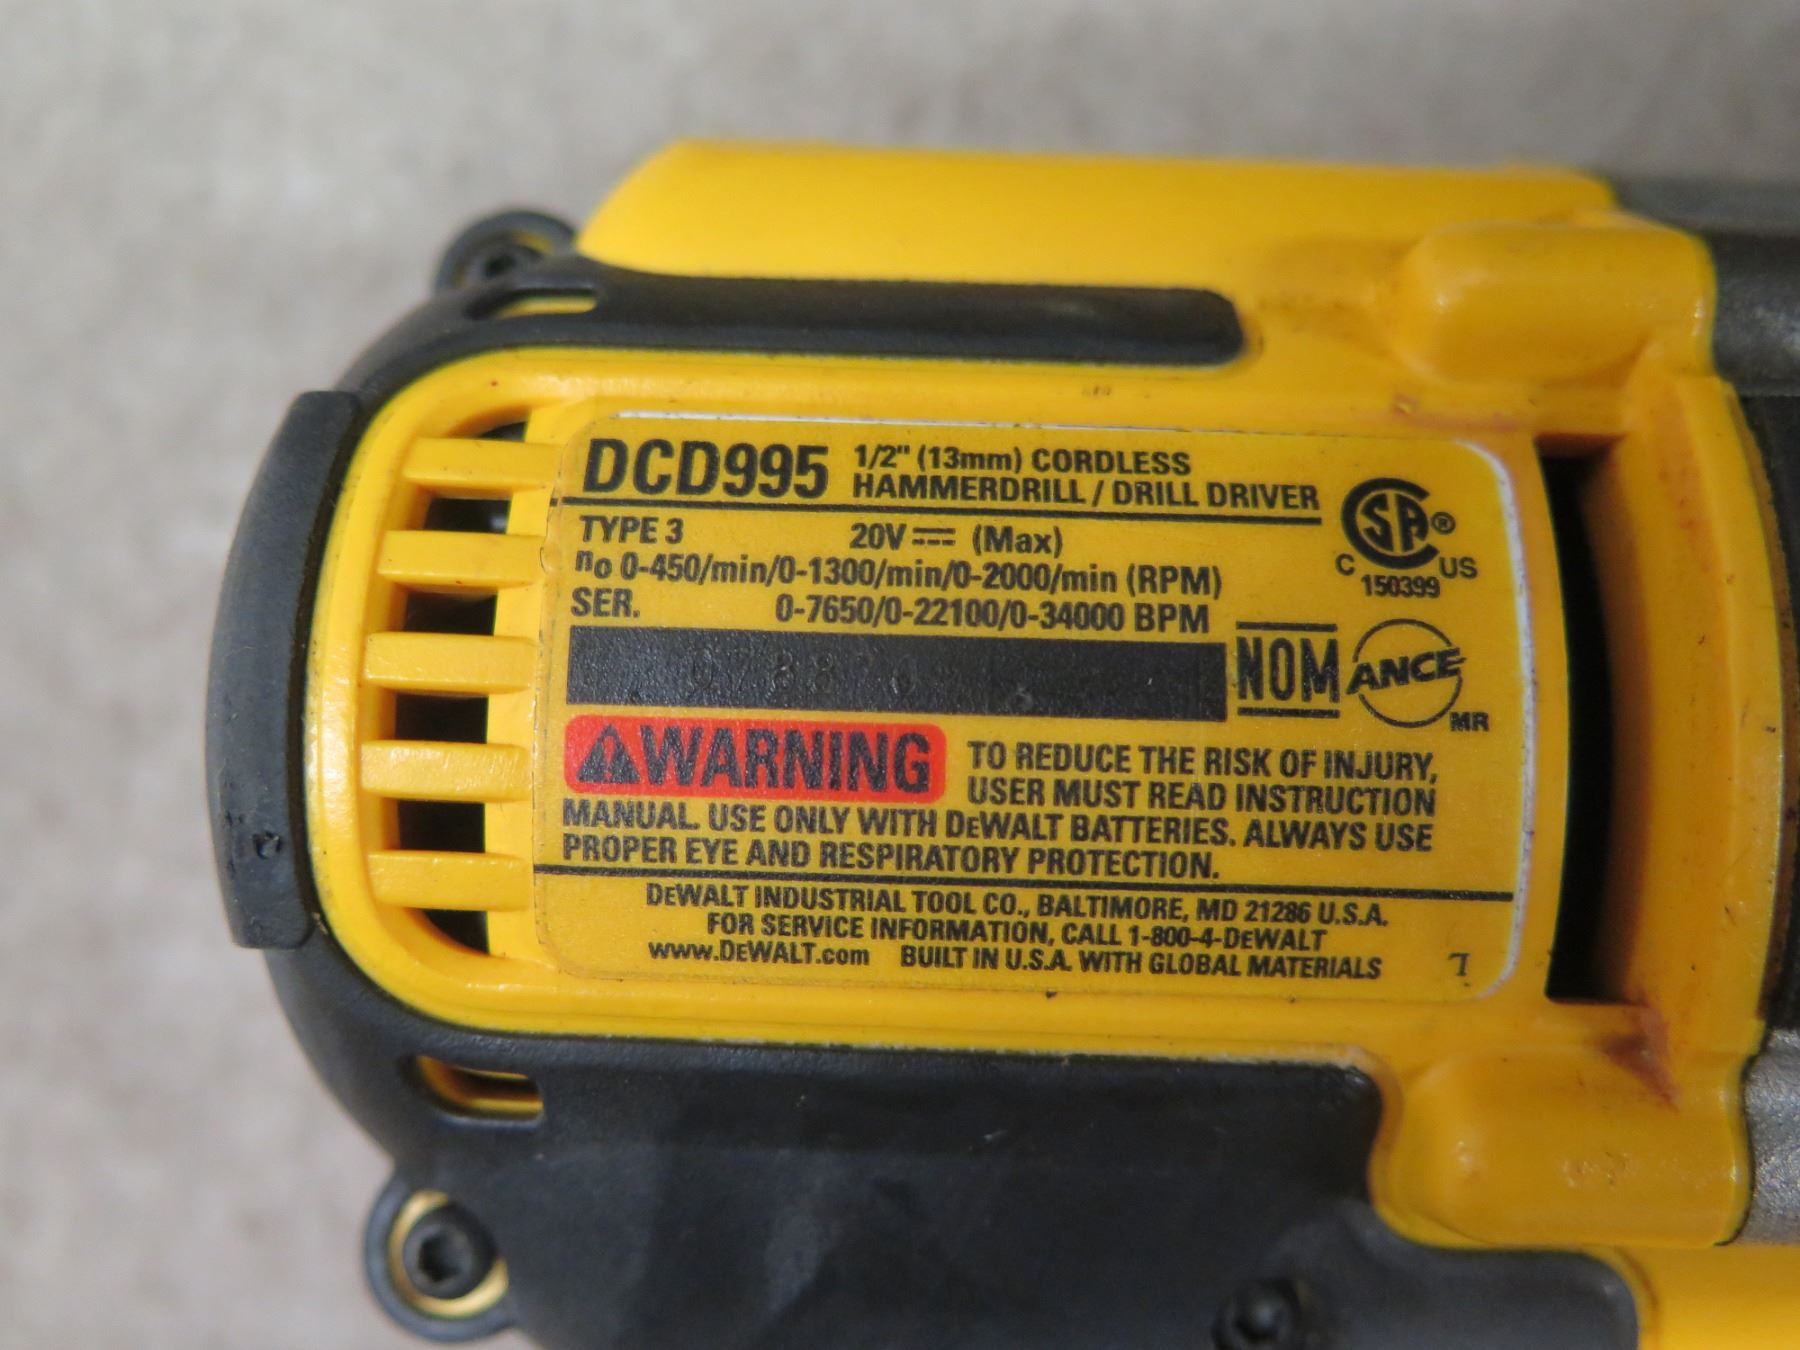 DCD995 1/2" (13mm) CORDLESS
HAMMERDRILL / DRILL DRIVER
TYPE 3 20V⎓ (Max)
no 0-450/min/0-1300/min/0-2000/min (RPM)
SER. 0-7650/0-22100/0-34000 BPM
CSA®
C US
150399
NOM ANCE
MR
⚠WARNING TO REDUCE THE RISK OF INJURY,
USER MUST READ INSTRUCTION
MANUAL. USE ONLY WITH DEWALT BATTERIES. ALWAYS USE
PROPER EYE AND RESPIRATORY PROTECTION.
DEWALT INDUSTRIAL TOOL CO., BALTIMORE, MD 21286 U.S.A.
FOR SERVICE INFORMATION, CALL 1-800-4-DEWALT
www.DEWALT.com BUILT IN U.S.A. WITH GLOBAL MATERIALS